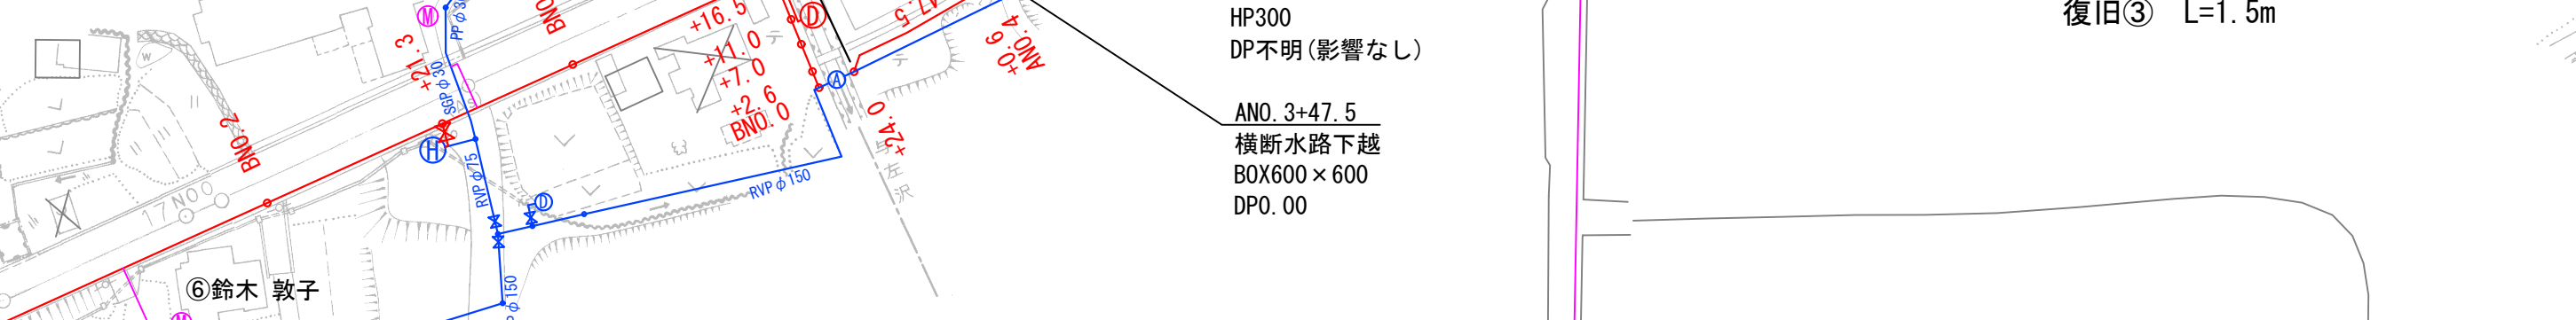 HP300
DP不明(影響なし)
ANO.3+47.5
横断水路下越
BOX600×600
DP0.00
復旧③ L=1.5m
Ⓜ
+21.3
SGPφ30
+16.5
+11.0
+7.0
+2.6
BNO.0
Ⓓ
Ⓐ
ANO.4
+0.6
+24.0
BNO.2
Ⓗ
RVPφ75
Ⓓ
RVPφ150
左沢
⑥鈴木 敦子